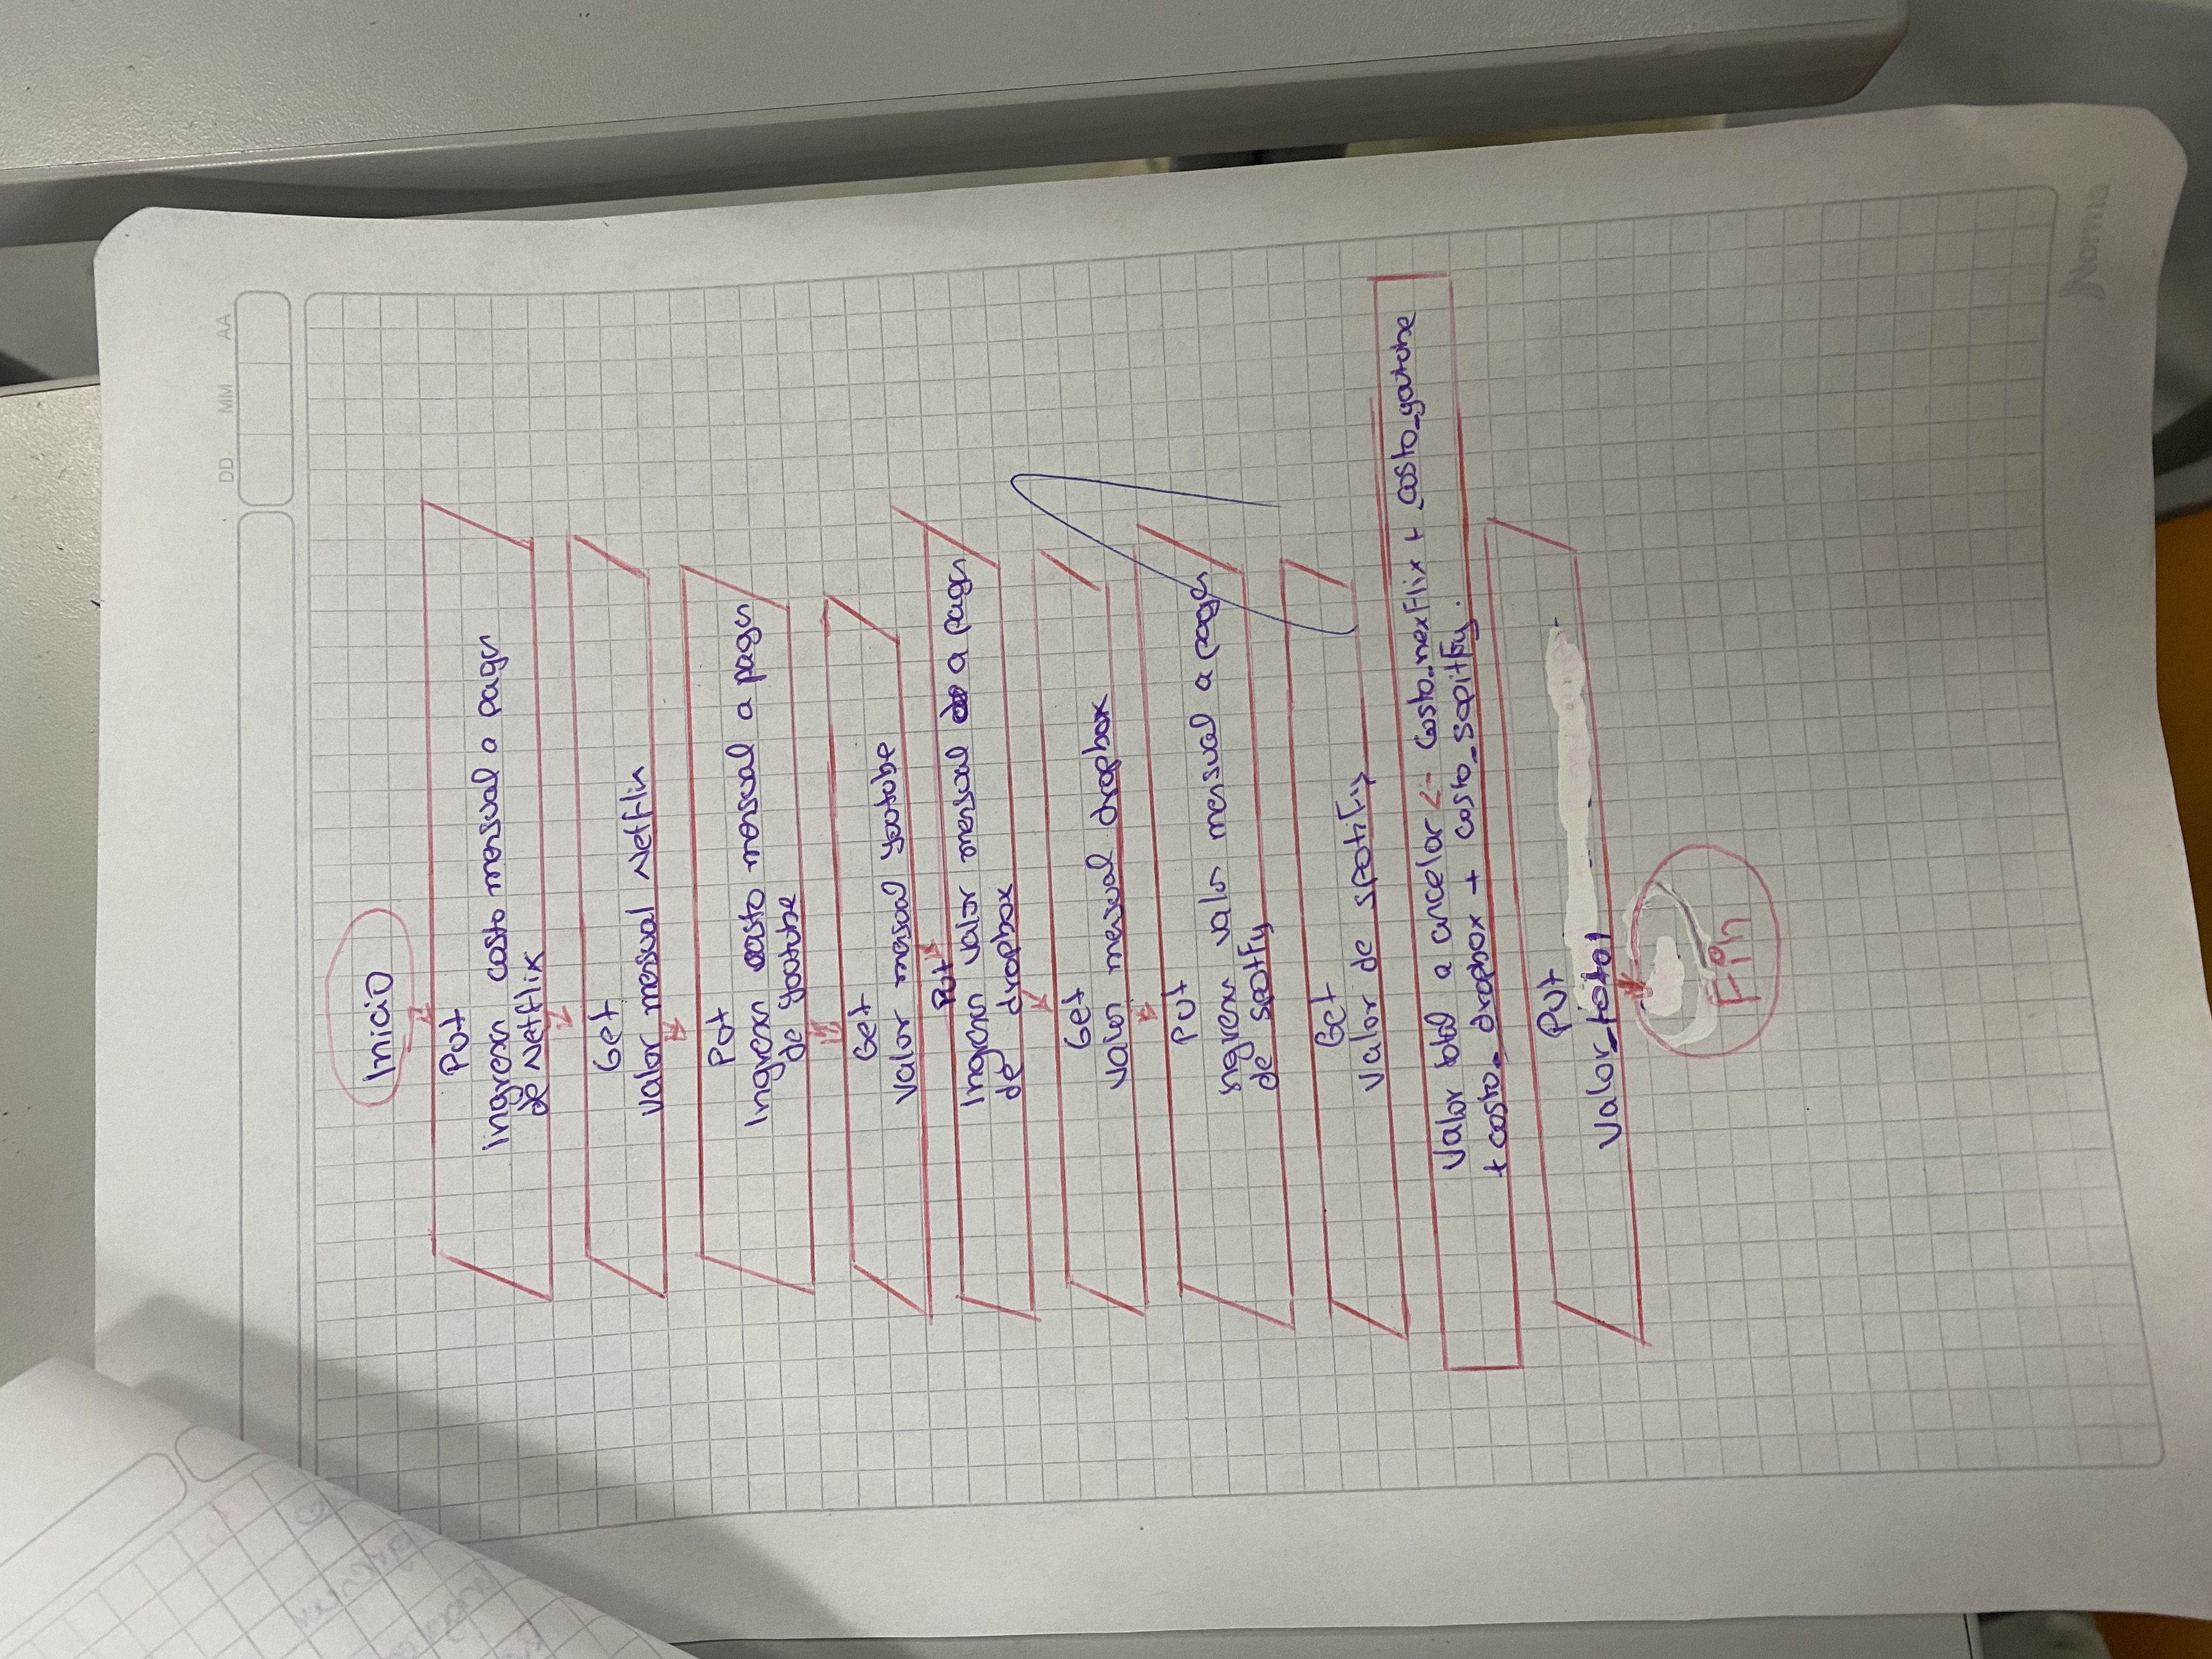 DD MM AA
Inicio
Put
ingresar costo mensual a pagar
de Netflix
Get
valor mensual Netflix
Put
Ingresar costo mensual a pagar
de youtube
Get
valor mensual youtube
Put
Ingresar valor mensual a pagar
de dropbox
Get
valor mensual dropbox
Put
ingresar valor mensual a pagar
de spotfy
Get
Valor de spotify
Valor total a ancelar <- Costo_nexflix + costo_youtube
+ costo_dropbox + costo_sopitfy.
Put
Valor_total
Fin
Norma